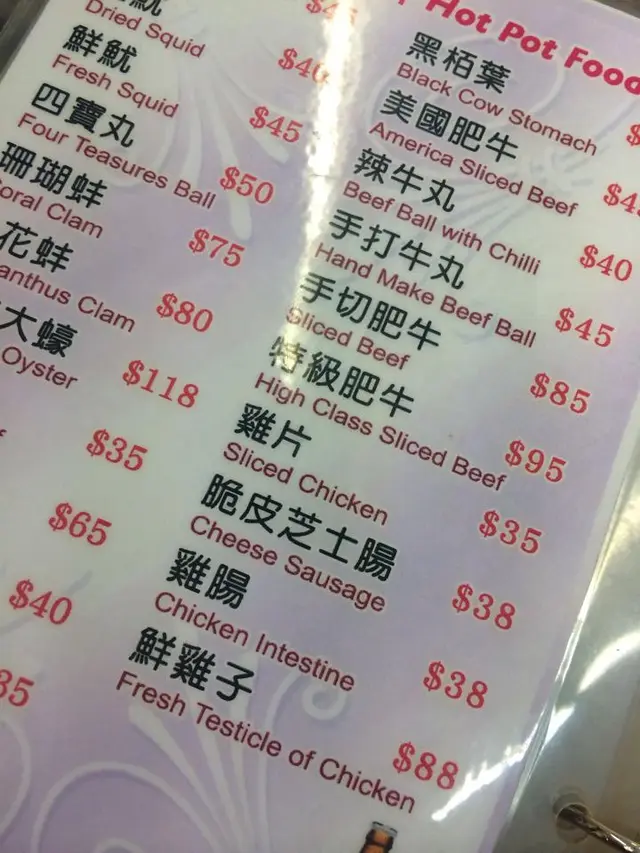 魷
Dried Squid
$40
鮮魷
Fresh Squid
$45
四寶丸
Four Teasures Ball
$50
珊瑚蚌
oral Clam
$75
花蚌
anthus Clam
$80
大蠔
Oyster
$118
$35
$65
$40
35
Hot Pot Food
黑栢葉
Black Cow Stomach
美國肥牛
America Sliced Beef
辣牛丸
Beef Ball with Chilli
$40
手打牛丸
Hand Make Beef Ball
$45
手切肥牛
Sliced Beef
$85
特級肥牛
High Class Sliced Beef
$95
雞片
Sliced Chicken
$35
脆皮芝士腸
Cheese Sausage
$38
雞腸
Chicken Intestine
$38
鮮雞子
Fresh Testicle of Chicken
$88